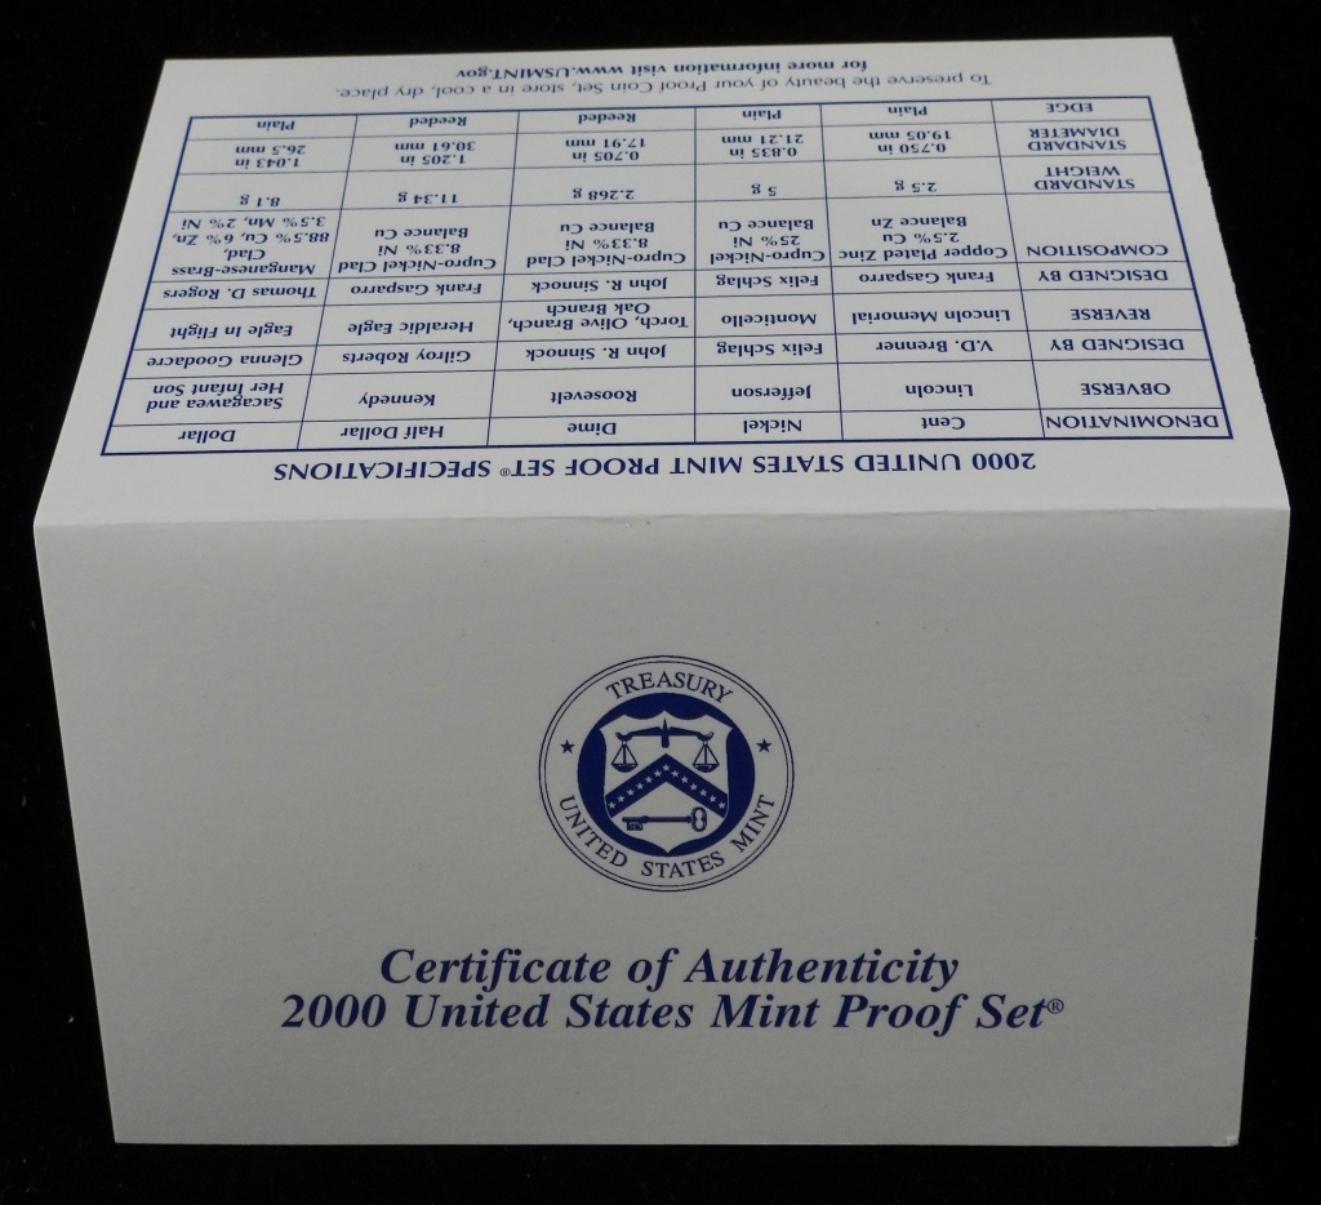 2000 UNITED STATES MINT PROOF SET® SPECIFICATIONS
DENOMINATION Cent Nickel Dime Half Dollar Dollar
OBVERSE Lincoln Jefferson Roosevelt Kennedy Sacagawea and
Her Infant Son
DESIGNED BY V.D. Brenner Felix Schlag John R. Sinnock Gilroy Roberts Glenna Goodacre
REVERSE Lincoln Memorial Monticello Torch, Olive Branch, Heraldic Eagle Eagle In Flight
Oak Branch
DESIGNED BY Frank Gasparro Felix Schlag John R. Sinnock Frank Gasparro Thomas D. Rogers
COMPOSITION Copper Plated Zinc Cupro-Nickel Cupro-Nickel Clad Cupro-Nickel Clad Manganese-Brass
Clad,
2.5% Cu 25% Ni 8.33% Ni 8.33% Ni 88.5% Cu, 6% Zn,
Balance Zn Balance Cu Balance Cu Balance Cu 3.5% Mn, 2% Ni
STANDARD
WEIGHT 2.5 g 5 g 2.268 g 11.34 g 8.1 g
STANDARD 0.750 in 0.835 in 0.705 in 1.205 in 1.043 in
DIAMETER 19.05 mm 21.21 mm 17.91 mm 30.61 mm 26.5 mm
EDGE Plain Plain Reeded Reeded Plain
To preserve the beauty of your Proof Coin Set, store in a cool, dry place.
for more information visit www.USMINT.gov
TREASURY
UNITED STATES MINT
Certificate of Authenticity
2000 United States Mint Proof Set®